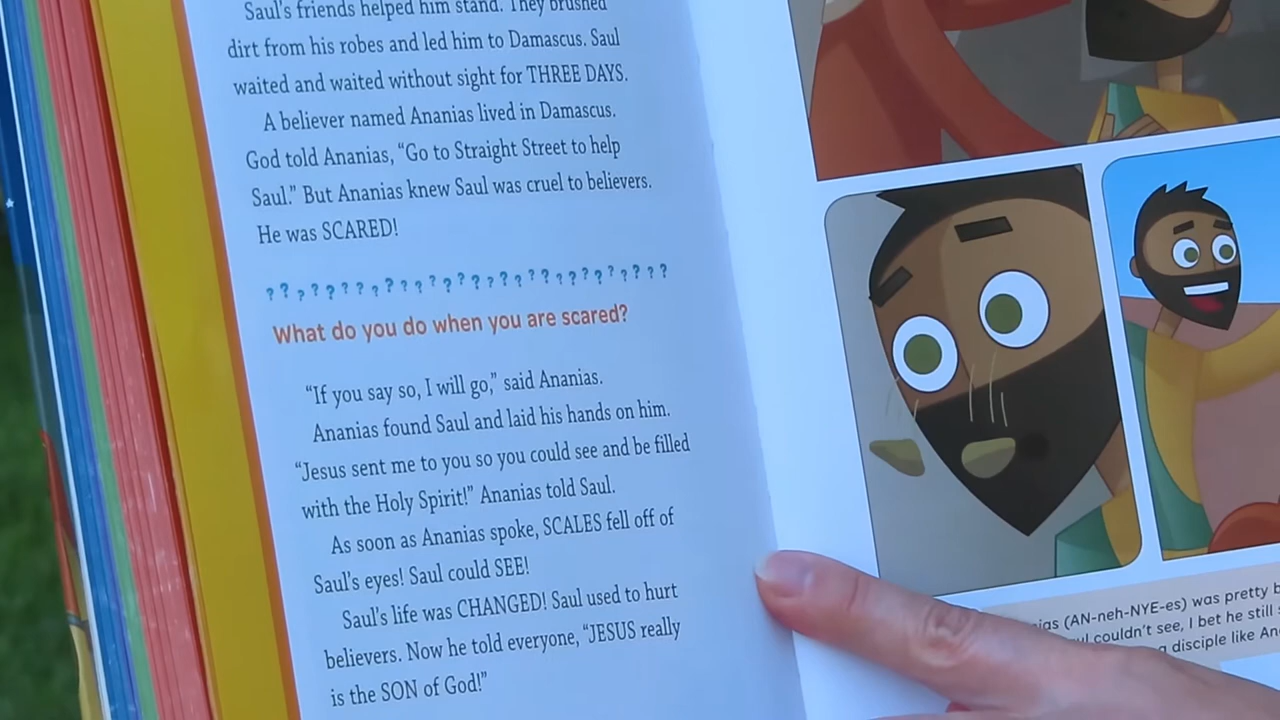 Saul's friends helped him stand. They brushed
dirt from his robes and led him to Damascus. Saul
waited and waited without sight for THREE DAYS.
A believer named Ananias lived in Damascus.
God told Ananias, “Go to Straight Street to help
Saul.” But Ananias knew Saul was cruel to believers.
He was SCARED!
? ? ? ? ? ? ? ? ? ? ? ? ? ? ? ? ? ? ? ? ? ? ? ? ? ? ? ?
What do you do when you are scared?
“If you say so, I will go,” said Ananias.
Ananias found Saul and laid his hands on him.
“Jesus sent me to you so you could see and be filled
with the Holy Spirit!” Ananias told Saul.
As soon as Ananias spoke, SCALES fell off of
Saul's eyes! Saul could SEE!
Saul's life was CHANGED! Saul used to hurt
believers. Now he told everyone, “JESUS really
is the SON of God!”
(AN-neh-NYE-es) was pretty
couldn't see, I bet he still
disciple like